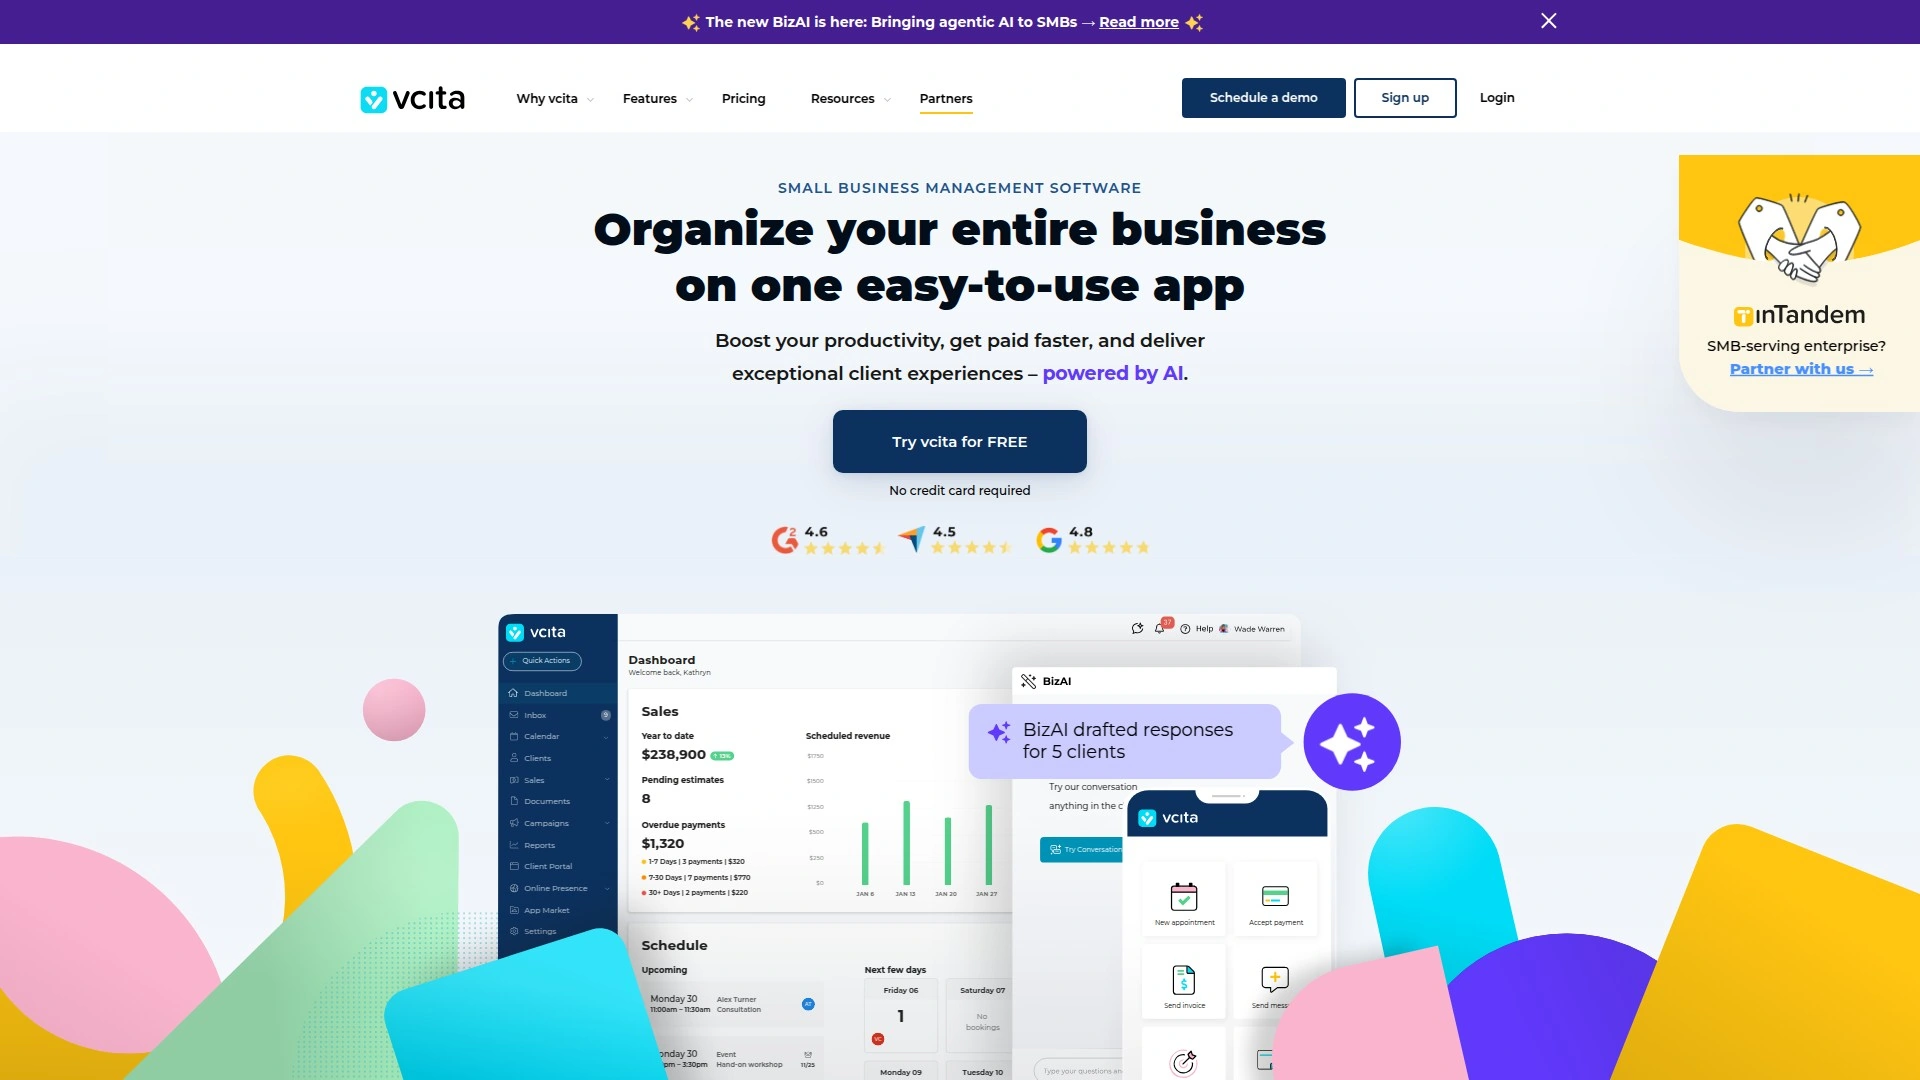 The new BizAI is here: Bringing agentic AI to SMBs → Read more
vcita
Why vcita
Features
Pricing
Resources
Partners
Schedule a demo
Sign up
Login
SMALL BUSINESS MANAGEMENT SOFTWARE
Organize your entire business
on one easy-to-use app
Boost your productivity, get paid faster, and deliver
exceptional client experiences – powered by AI.
Try vcita for FREE
No credit card required
4.6
4.5
4.8
inTandem
SMB-serving enterprise?
Partner with us →
vcita
Quick Actions
Dashboard
Inbox
9
Calendar
Clients
Sales
Documents
Campaigns
Reports
Client Portal
Online Presence
App Market
Settings
37
Help
Wade Warren
Dashboard
Welcome back, Kathryn
Sales
Year to date
$238,900
Pending estimates
8
Overdue payments
$1,320
1-7 Days | 3 payments | $320
7-30 Days | 7 payments | $770
30+ Days | 2 payments | $220
Scheduled revenue
$1750
$1500
$1250
$500
$250
$0
JAN 6
JAN 13
JAN 20
JAN 27
Schedule
Upcoming
Monday 30
Alex Turner
11:00am – 11:30am
Consultation
AT
onday 30
Event
pm – 3:30pm
Hand-on workshop
11/25
Next few days
Friday 06
1
VC
Saturday 07
No
bookings
Monday 09
Tuesday 10
BizAI
BizAI drafted responses
for 5 clients
Try our conversation
anything in the c
Try Conversation
Type your questions an
vcita
New appointment
Accept payment
Send invoice
Send mess